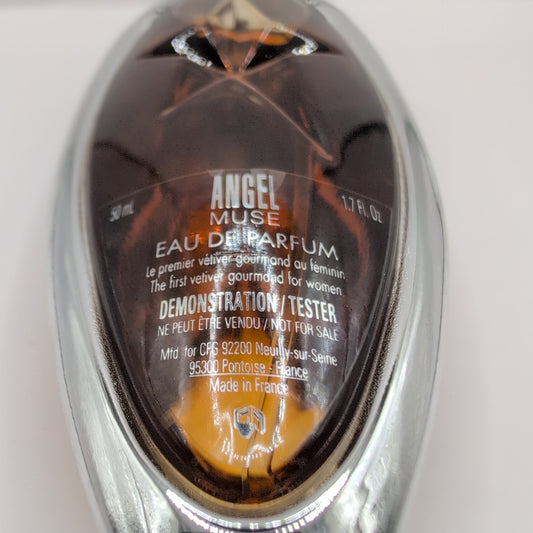 ANGEL
MUSE
50 mL
1.7 Fl. Oz
EAU DE PARFUM
Le premier vétiver gourmand au féminin.
The first vetiver gourmand for women.
DEMONSTRATION / TESTER
NE PEUT ÊTRE VENDU / NOT FOR SALE
Mfd. for CFG 92200 Neuilly-sur-Seine
95300 Pontoise - France
Made in France